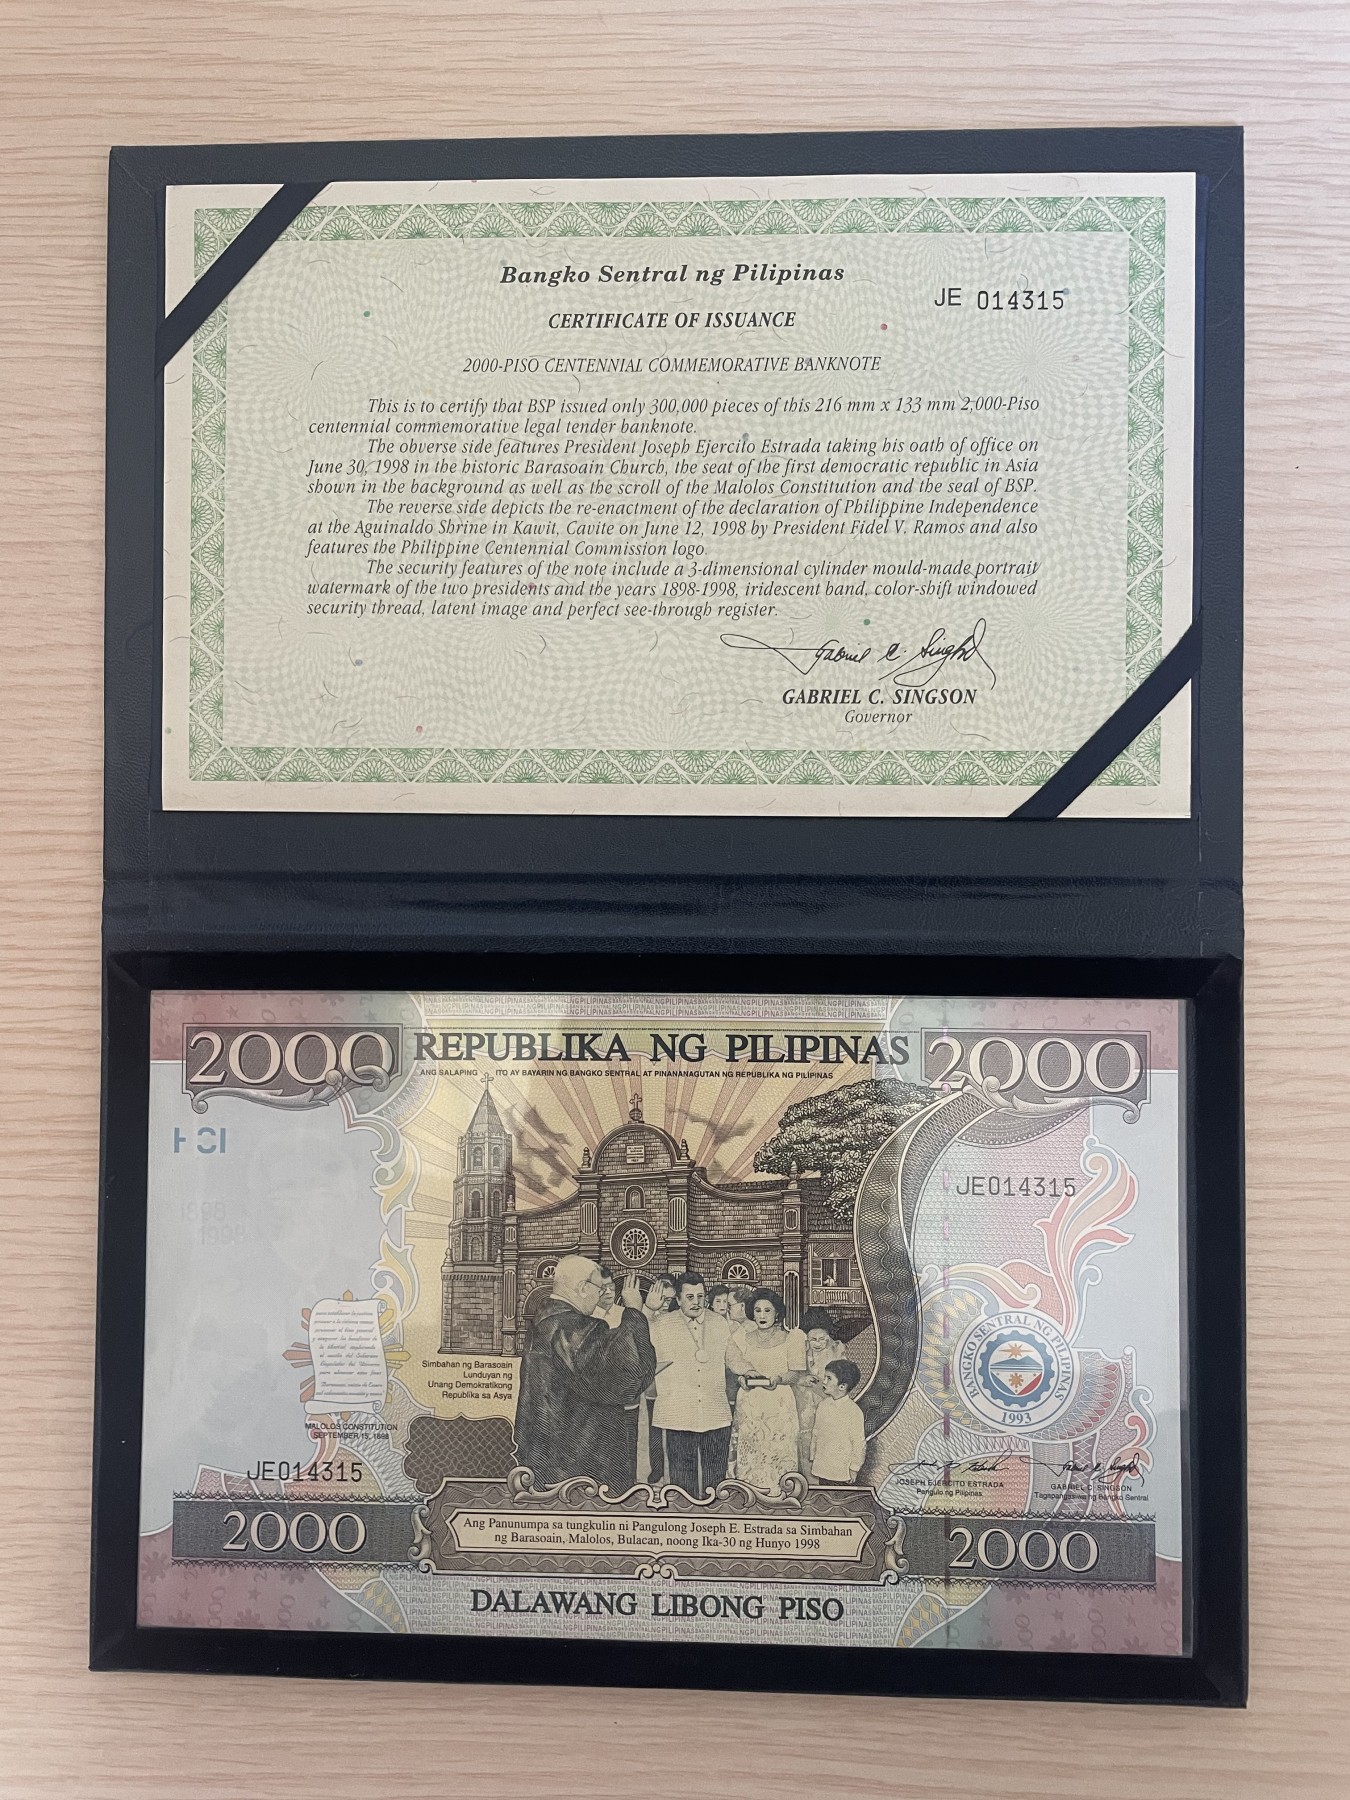 Bangko Sentral ng Pilipinas
JE 014315
CERTIFICATE OF ISSUANCE
2000-PISO CENTENNIAL COMMEMORATIVE BANKNOTE
This is to certify that BSP issued only 300,000 pieces of this 216 mm x 133 mm 2,000-Piso
centennial commemorative legal tender banknote.
The obverse side features President Joseph Ejercito Estrada taking his oath of office on
June 30, 1998 in the historic Barasoain Church, the seat of the first democratic republic in Asia
shown in the background as well as the scroll of the Malolos Constitution and the seal of BSP.
The reverse side depicts the re-enactment of the declaration of Philippine Independence
at the Aguinaldo Shrine in Kawit, Cavite on June 12, 1998 by President Fidel V. Ramos and also
features the Philippine Centennial Commission logo.
The security features of the note include a 3-dimensional cylinder mould-made portrait
watermark of the two presidents and the years 1898-1998, iridescent band, color-shift windowed
security thread, latent image and perfect see-through register.
Gabriel C. Singson
GABRIEL C. SINGSON
Governor
2000
REPUBLIKA NG PILIPINAS
2000
ANG SALAPING ITO AY BAYARIN NG BANGKO SENTRAL AT PINANANAGUTAN NG REPUBLIKA NG PILIPINAS
1898
1998
JE014315
Simbahan ng Barasoain
Lunduyan ng
Unang Demokratikong
Republika sa Asya
BANGKO SENTRAL NG PILIPINAS
1993
MALOLOS CONSTITUTION
SEPTEMBER 15, 1898
JE014315
JOSEPH EJERCITO ESTRADA
Pangulo ng Pilipinas
GABRIEL C. SINGSON
Tagapangasiwa ng Bangko Sentral
2000
Ang Panunumpa sa tungkulin ni Pangulong Joseph E. Estrada sa Simbahan
ng Barasoain, Malolos, Bulacan, noong Ika-30 ng Hunyo 1998
2000
DALAWANG LIBONG PISO